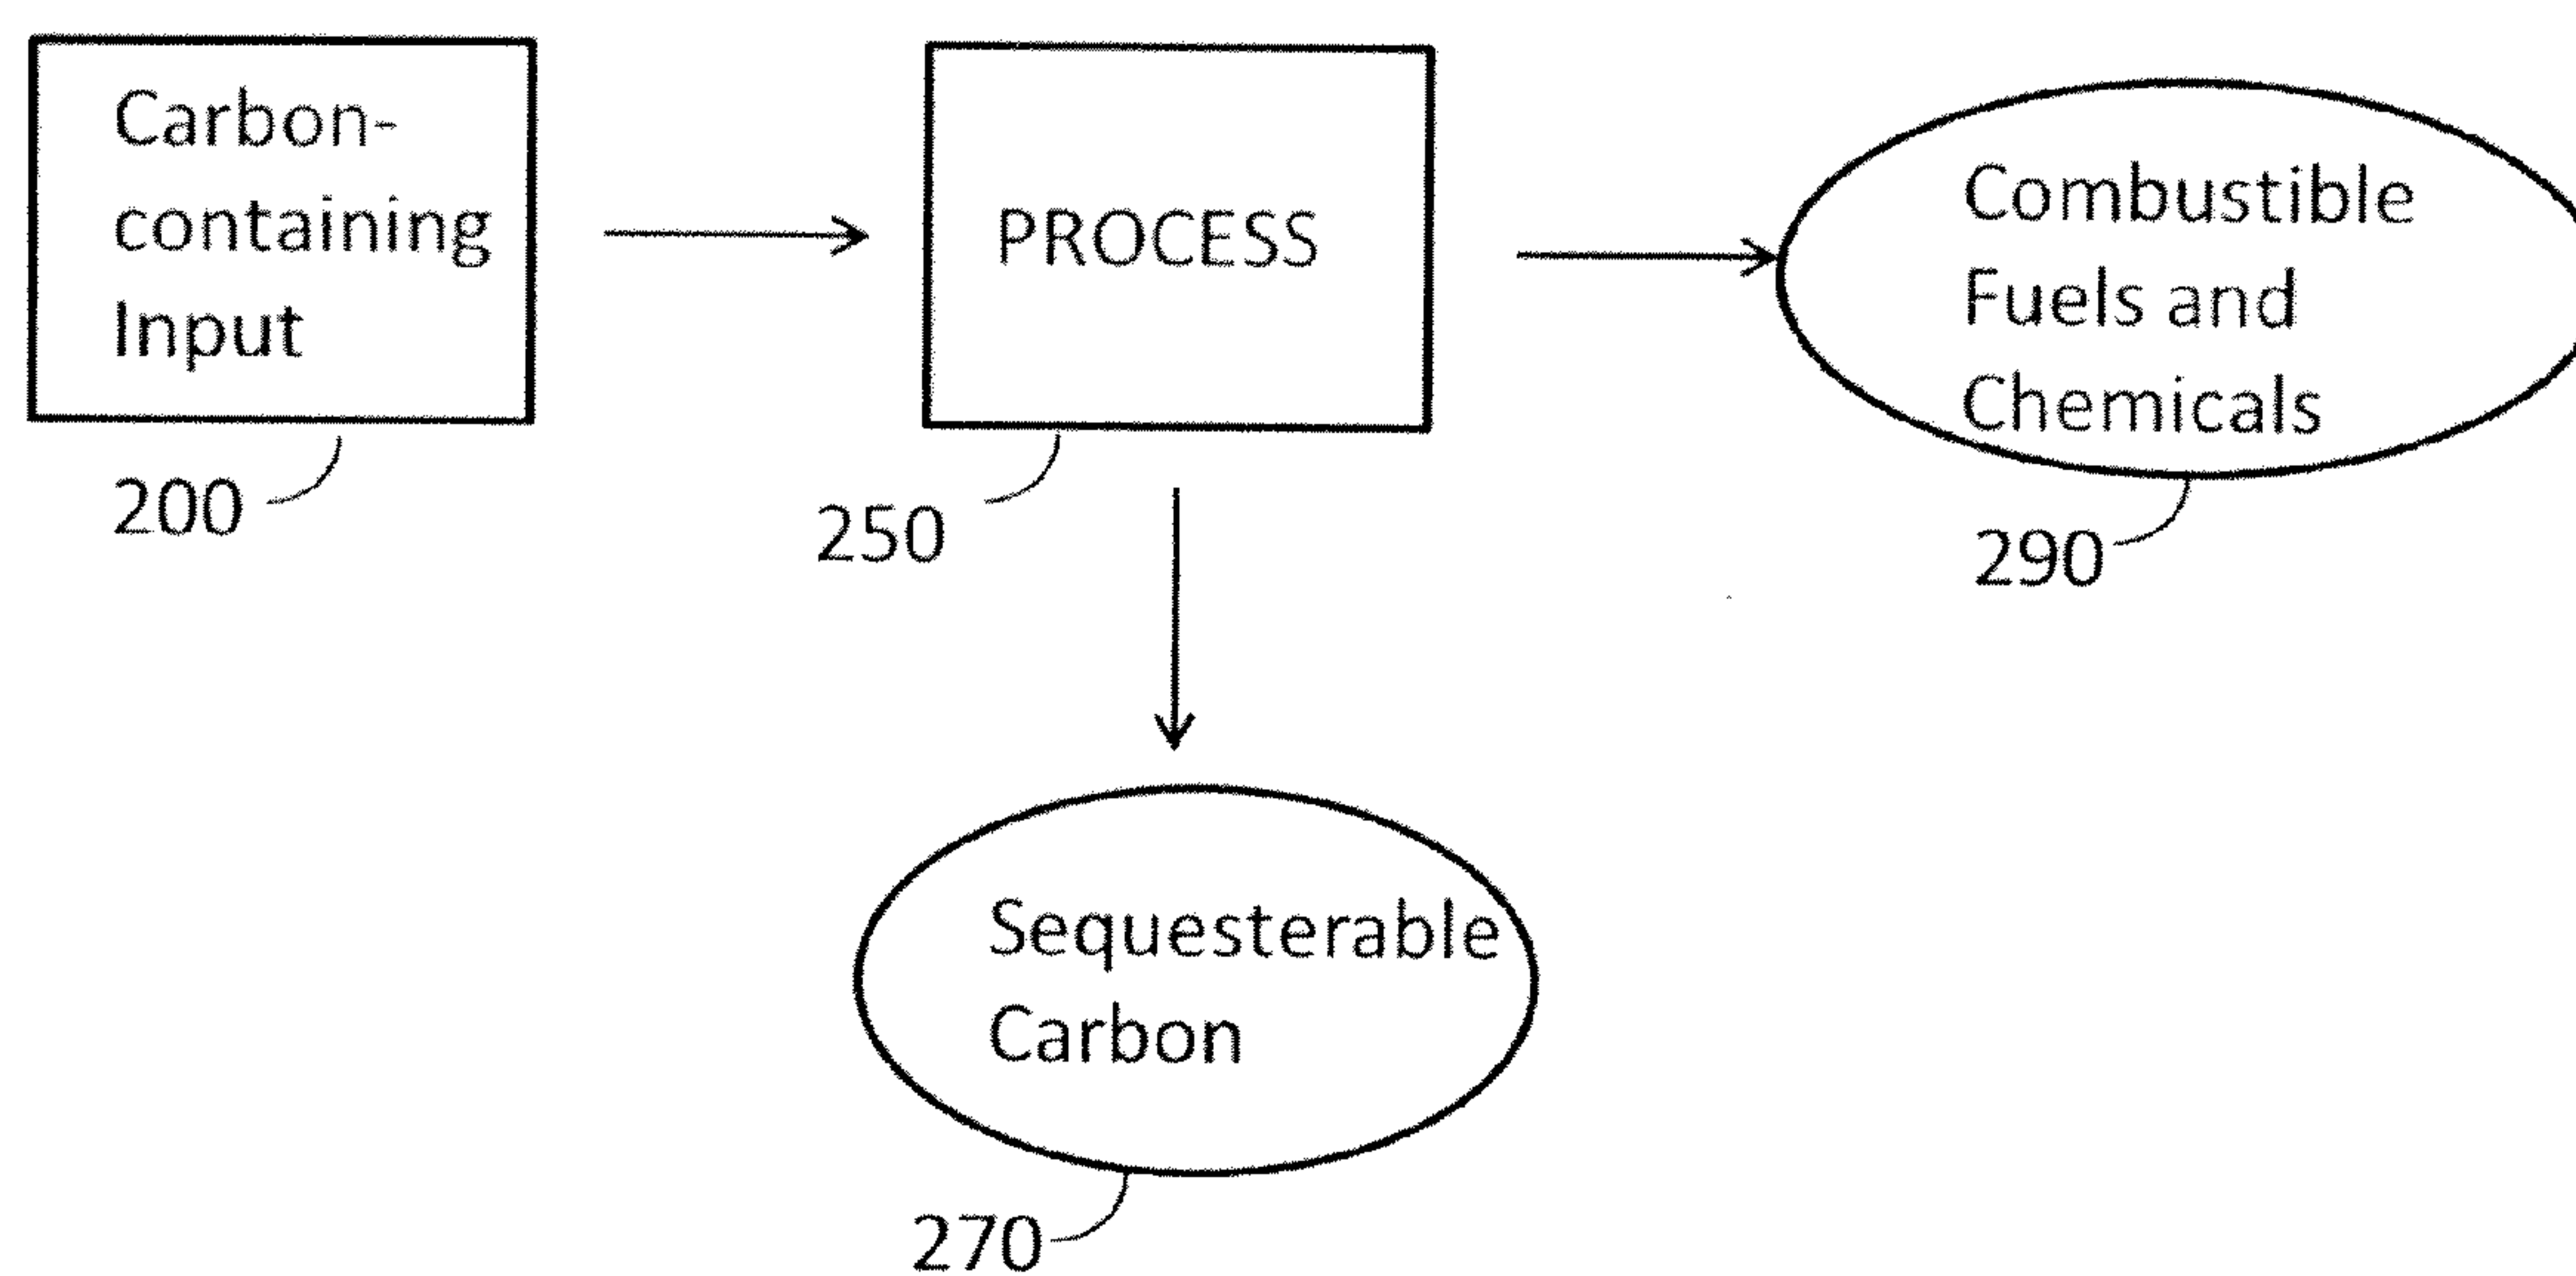 Carbon-
containing
Input
200
PROCESS
250
Combustible
Fuels and
Chemicals
290
Sequesterable
Carbon
270